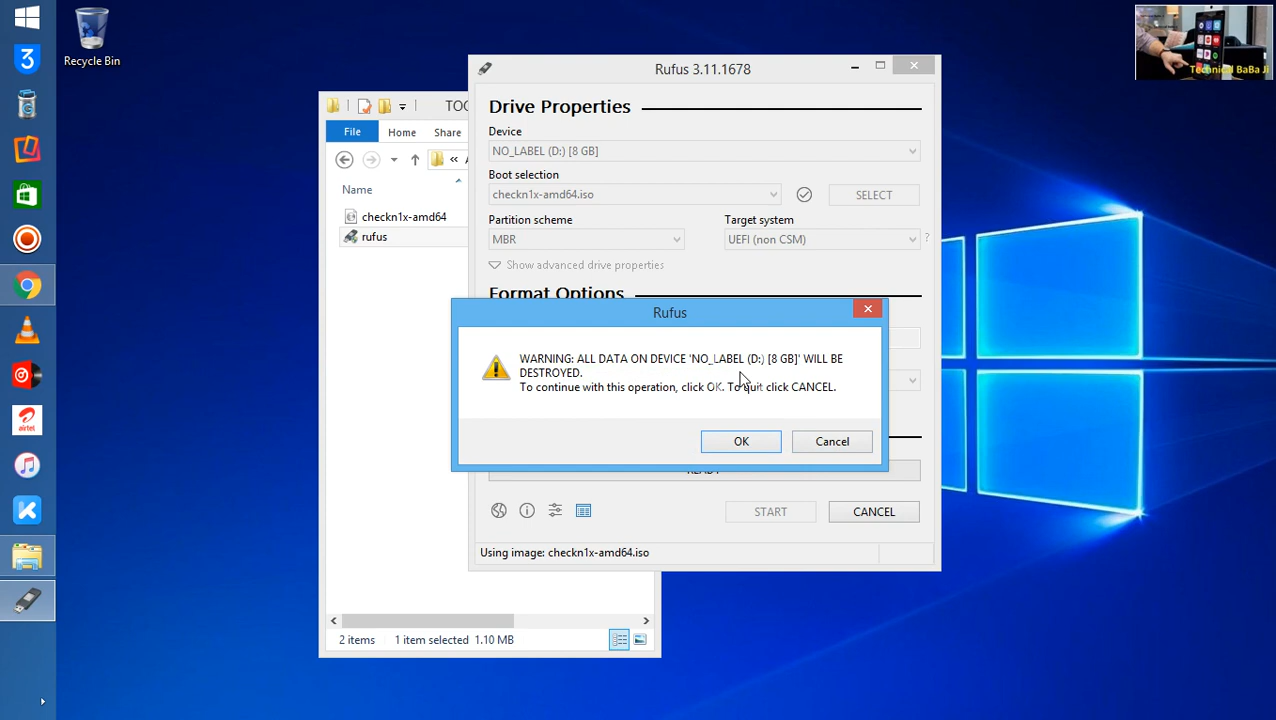 Recycle Bin
Technical BaBa Ji
3
airtel
File
Home
Share
«
Name
checkn1x-amd64
rufus
2 items
1 item selected 1.10 MB
Rufus 3.11.1678
Drive Properties
Device
NO_LABEL (D:) [8 GB]
Boot selection
checkn1x-amd64.iso
SELECT
Partition scheme
Target system
MBR
UEFI (non CSM)
?
Show advanced drive properties
Format Options
Rufus
WARNING: ALL DATA ON DEVICE 'NO_LABEL (D:) [8 GB]' WILL BE
DESTROYED.
To continue with this operation, click OK. To quit click CANCEL.
OK
Cancel
START
CANCEL
Using image: checkn1x-amd64.iso